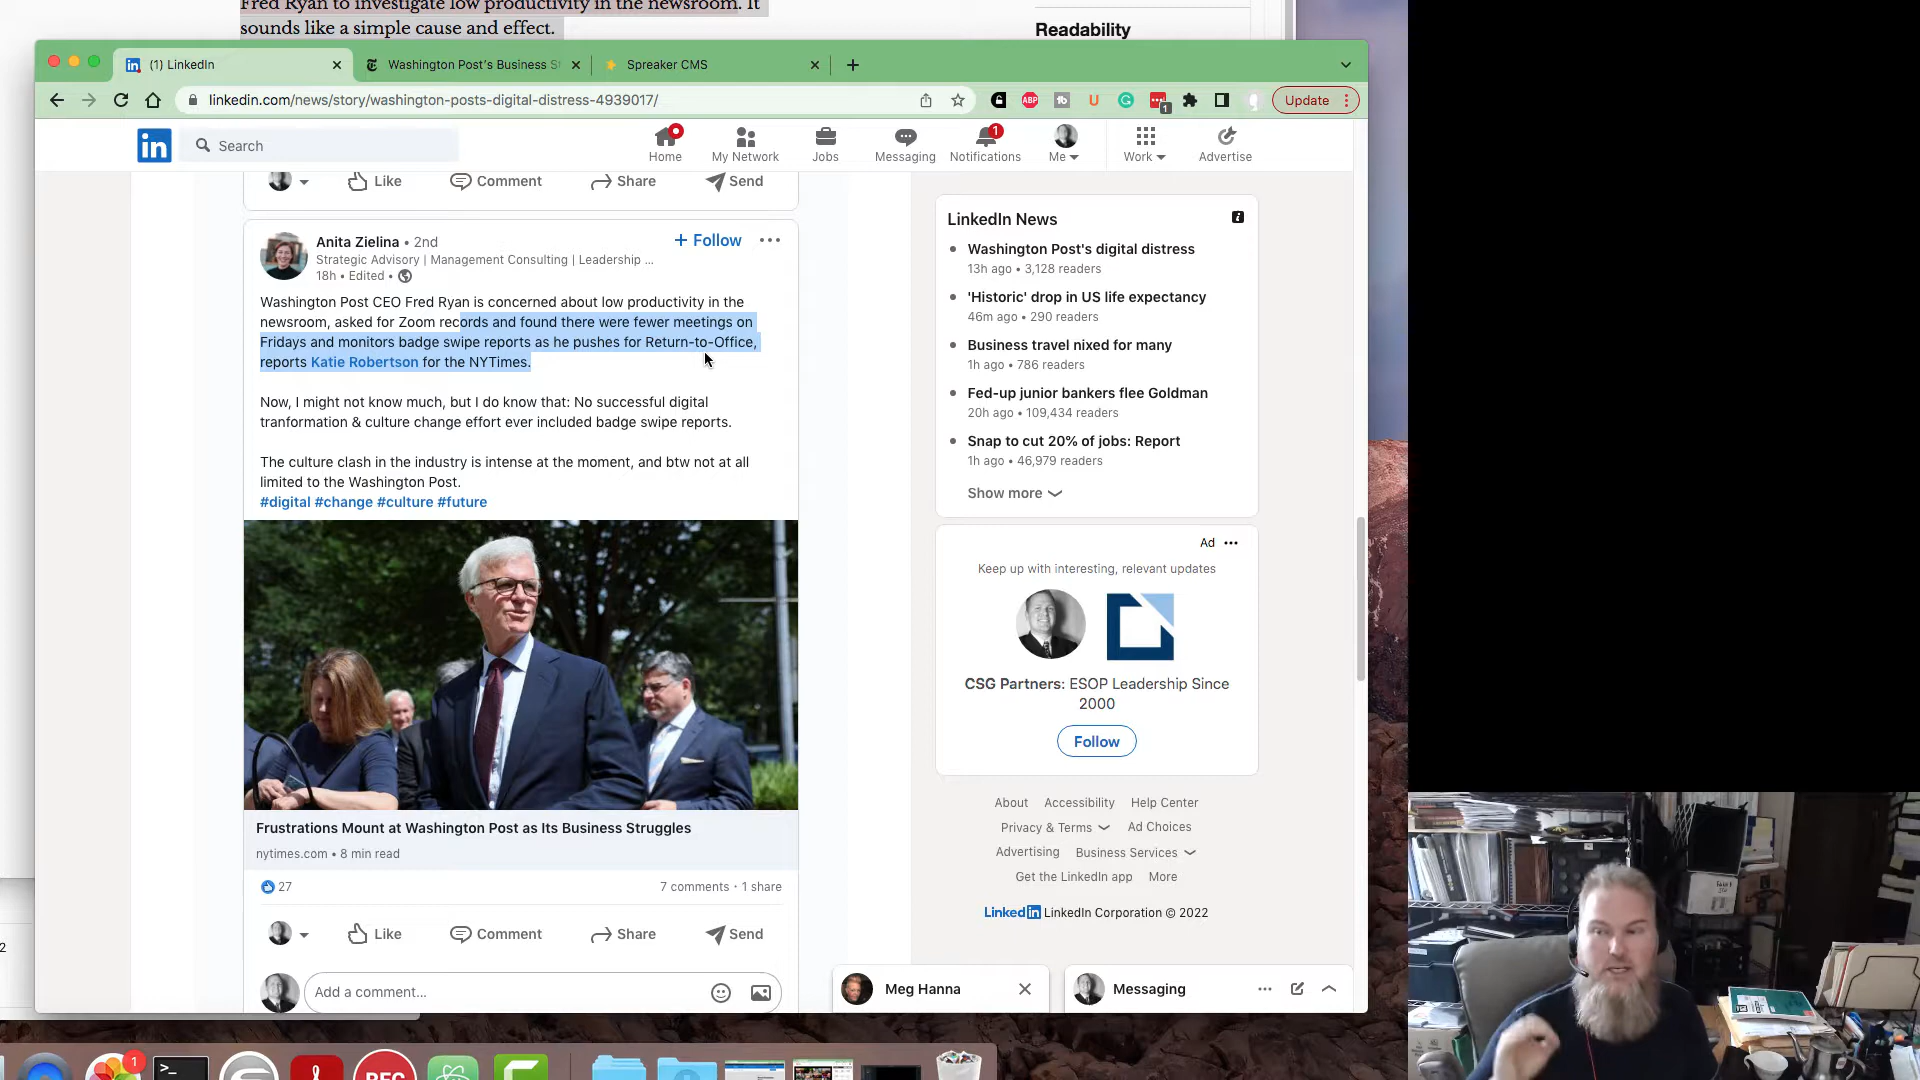 Fred Ryan to investigate low productivity in the newsroom. It
sounds like a simple cause and effect.
Readability
(1) LinkedIn
Washington Post's Business S
Spreaker CMS
linkedin.com/news/story/washington-posts-digital-distress-4939017/
ABP
1
Update
Search
Home
My Network
Jobs
Messaging
1
Notifications
Me
Work
Advertise
Like
Comment
Share
Send
Anita Zielina • 2nd
+ Follow
Strategic Advisory | Management Consulting | Leadership ...
18h • Edited •
Washington Post CEO Fred Ryan is concerned about low productivity in the
newsroom, asked for Zoom records and found there were fewer meetings on
Fridays and monitors badge swipe reports as he pushes for Return-to-Office,
reports Katie Robertson for the NYTimes.
Now, I might not know much, but I do know that: No successful digital
tranformation & culture change effort ever included badge swipe reports.
The culture clash in the industry is intense at the moment, and btw not at all
limited to the Washington Post.
#digital #change #culture #future
Frustrations Mount at Washington Post as Its Business Struggles
nytimes.com • 8 min read
27
7 comments · 1 share
Like
Comment
Share
Send
Add a comment...
LinkedIn News
Washington Post's digital distress
13h ago • 3,128 readers
'Historic' drop in US life expectancy
46m ago • 290 readers
Business travel nixed for many
1h ago • 786 readers
Fed-up junior bankers flee Goldman
20h ago • 109,434 readers
Snap to cut 20% of jobs: Report
1h ago • 46,979 readers
Show more
Ad
Keep up with interesting, relevant updates
CSG Partners: ESOP Leadership Since
2000
Follow
About Accessibility Help Center
Privacy & Terms Ad Choices
Advertising Business Services
Get the LinkedIn app More
LinkedIn LinkedIn Corporation © 2022
Meg Hanna
Messaging
2
1
>_
REC